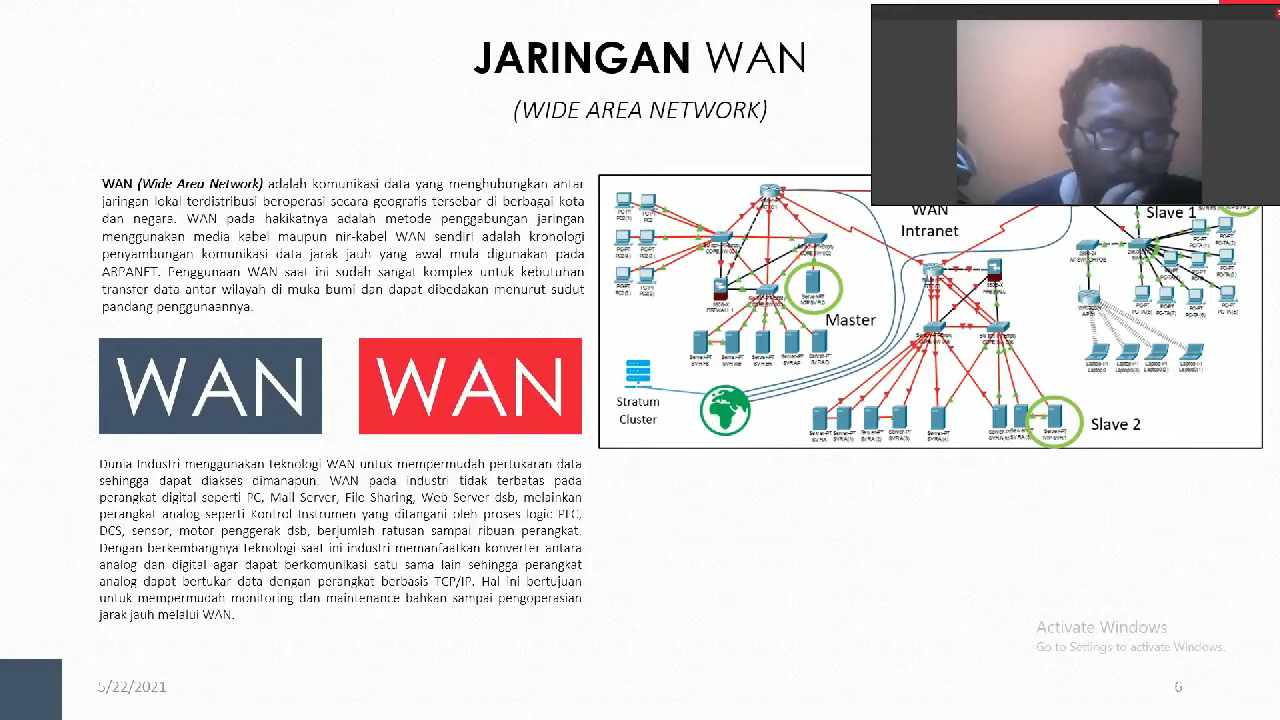 JARINGAN WAN
(WIDE AREA NETWORK)
WAN (Wide Area Network) adalah komunikasi data yang menghubungkan antar
jaringan lokal terdistribusi beroperasi secara geografis tersebar di berbagai kota
dan negara. WAN pada hakikatnya adalah metode penggabungan jaringan
menggunakan media kabel maupun nir-kabel WAN sendiri adalah kronologi
penyambungan komunikasi data jarak jauh yang awal mula digunakan pada
ARPANET. Penggunaan WAN saat ini sudah sangat komplex untuk kebutuhan
transfer data antar wilayah di muka bumi dan dapat dibedakan menurut sudut
pandang penggunaannya.
WAN WAN
Dunia Industri menggunakan teknologi WAN untuk mempermudah pertukaran data
sehingga dapat diakses dimanapun. WAN pada industri tidak terbatas pada
perangkat digital seperti PC, Mail Server, File Sharing, Web Server dsb, melainkan
perangkat analog seperti Kontrol Instrumen yang ditangani oleh proses logic PLC,
DCS, sensor, motor penggerak dsb, berjumlah ratusan sampai ribuan perangkat.
Dengan berkembangnya teknologi saat ini industri memanfaatkan konverter antara
analog dan digital agar dapat berkomunikasi satu sama lain sehingga perangkat
analog dapat bertukar data dengan perangkat berbasis TCP/IP. Hal ini bertujuan
untuk mempermudah monitoring dan maintenance bahkan sampai pengoperasian
jarak jauh melalui WAN.
WAN
Intranet
Slave 1
Master
Stratum
Cluster
Slave 2
Activate Windows
Go to Settings to activate Windows.
5/22/2021
6